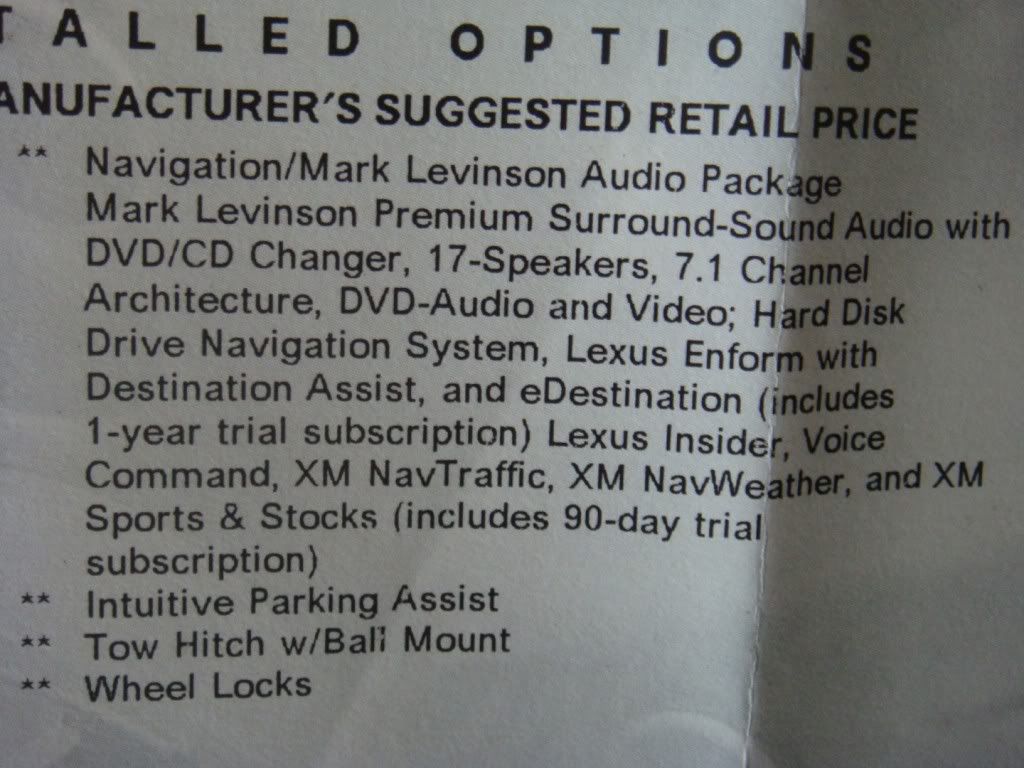 TALLED OPTIONS
ANUFACTURER'S SUGGESTED RETAIL PRICE
** Navigation/Mark Levinson Audio Package
Mark Levinson Premium Surround-Sound Audio with
DVD/CD Changer, 17-Speakers, 7.1 Channel
Architecture, DVD-Audio and Video; Hard Disk
Drive Navigation System, Lexus Enform with
Destination Assist, and eDestination (includes
1-year trial subscription) Lexus Insider, Voice
Command, XM NavTraffic, XM NavWeather, and XM
Sports & Stocks (includes 90-day trial
subscription)
** Intuitive Parking Assist
** Tow Hitch w/Ball Mount
** Wheel Locks